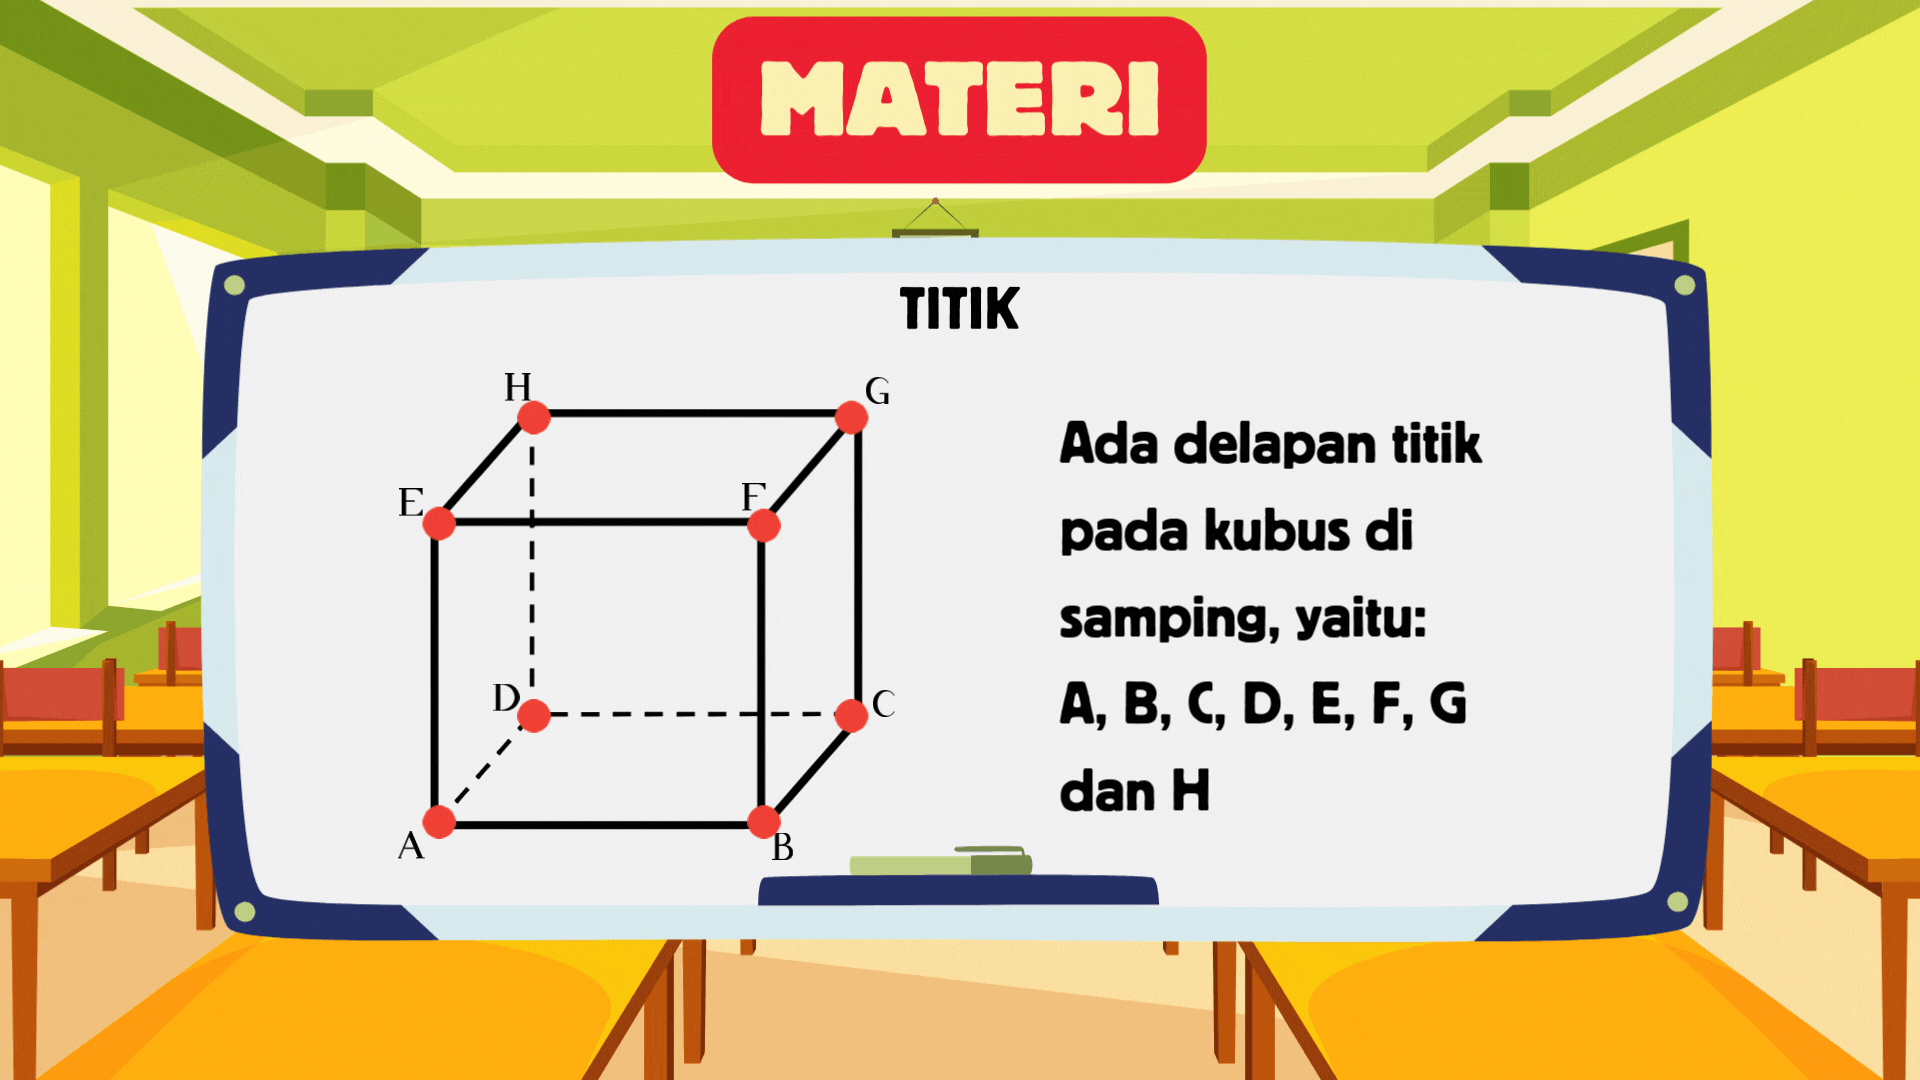 MATERI
TITIK
H
G
E
F
D
C
A
B
Ada delapan titik
pada kubus di
samping, yaitu:
A, B, C, D, E, F, G
dan H